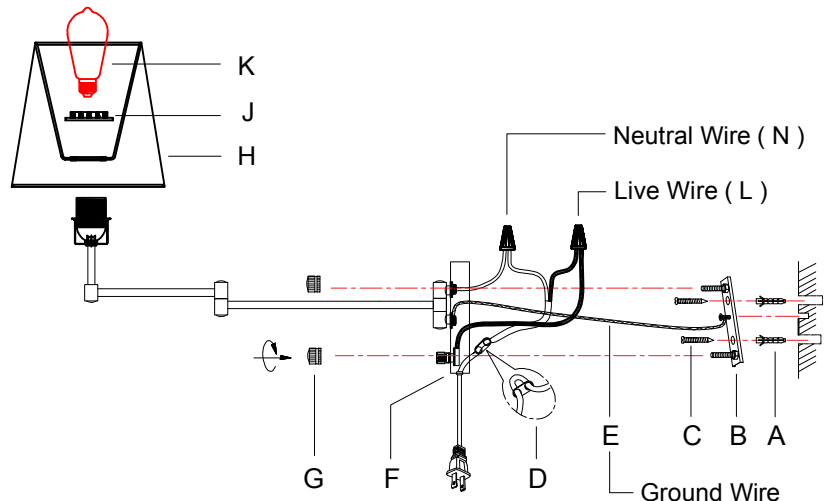 K
J
H
Neutral Wire ( N )
Live Wire ( L )
G
F
D
E
C
B
A
Ground Wire